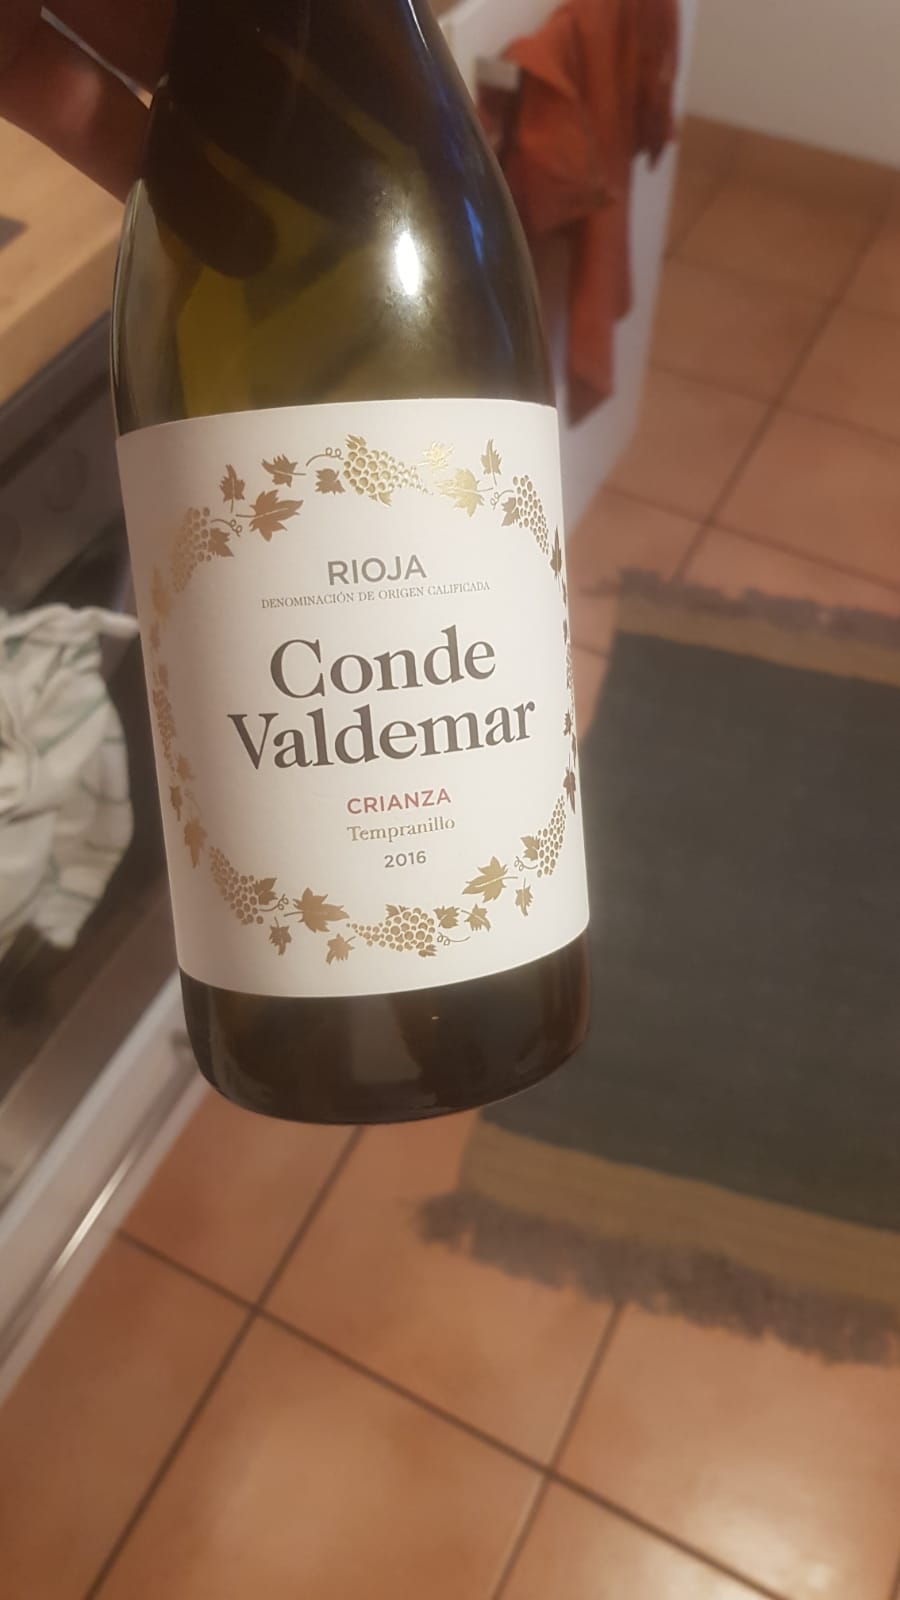 RIOJA
DENOMINACIÓN DE ORIGEN CALIFICADA
Conde
Valdemar
CRIANZA
Tempranillo
2016